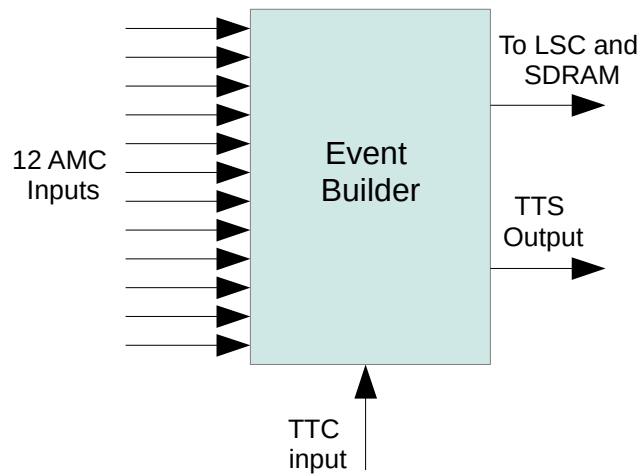 To LSC and
SDRAM
12 AMC
Inputs
Event
Builder
TTS
Output
TTC
input